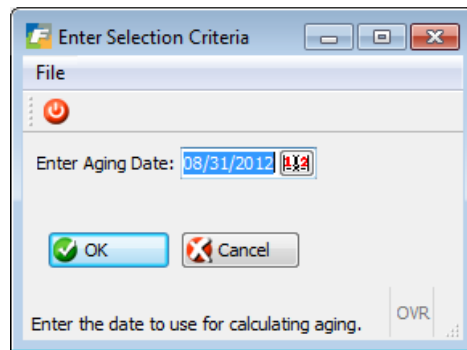 Enter Selection Criteria
File
Enter Aging Date: 08/31/2012
OK Cancel
Enter the date to use for calculating aging. OVR